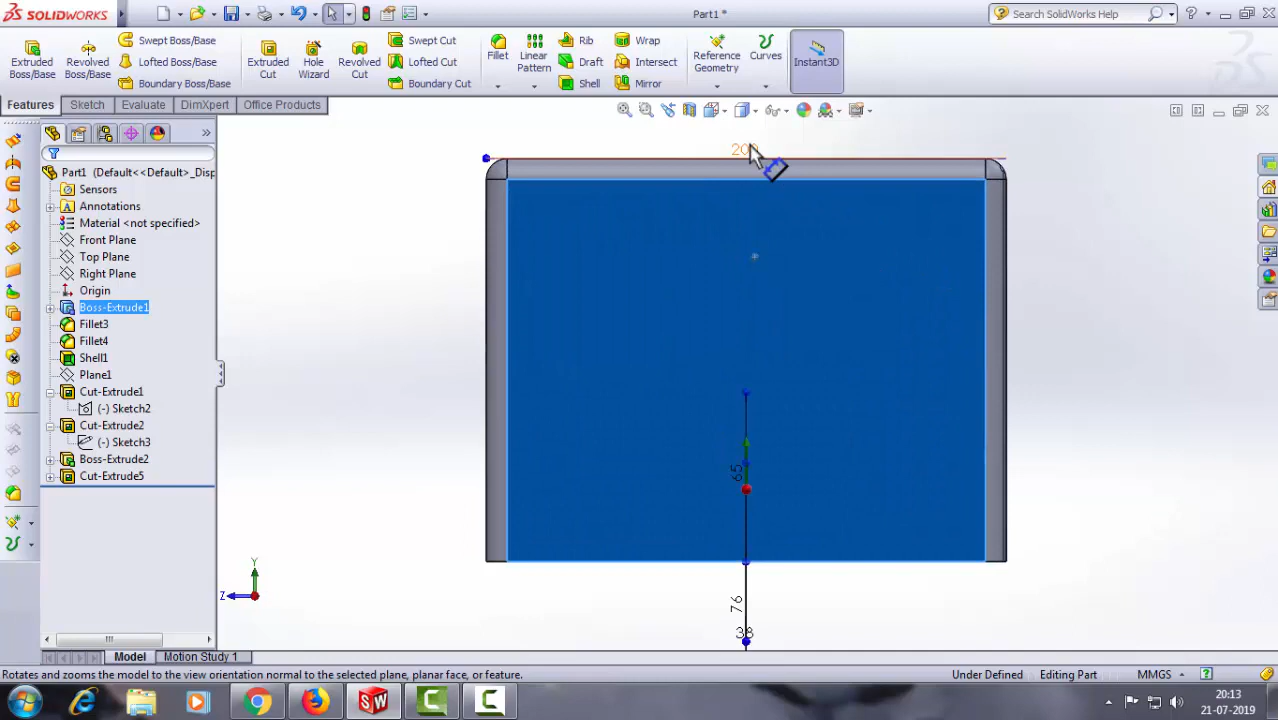 SOLIDWORKS
Part1 *
Search SolidWorks Help
Extruded Boss/Base
Revolved Boss/Base
Swept Boss/Base
Lofted Boss/Base
Boundary Boss/Base
Extruded Cut
Hole Wizard
Revolved Cut
Swept Cut
Lofted Cut
Boundary Cut
Fillet
Linear Pattern
Rib
Draft
Shell
Wrap
Intersect
Mirror
Reference Geometry
Curves
Instant3D
Features
Sketch
Evaluate
DimXpert
Office Products
Part1 (Default<<Default>_Disp
Sensors
Annotations
Material <not specified>
Front Plane
Top Plane
Right Plane
Origin
Boss-Extrude1
Fillet3
Fillet4
Shell1
Plane1
Cut-Extrude1
(-) Sketch2
Cut-Extrude2
(-) Sketch3
Boss-Extrude2
Cut-Extrude5
65
76
38
Y
Z
Model
Motion Study 1
Rotates and zooms the model to the view orientation normal to the selected plane, planar face, or feature.
Under Defined
Editing Part
MMGS
20:13
21-07-2019